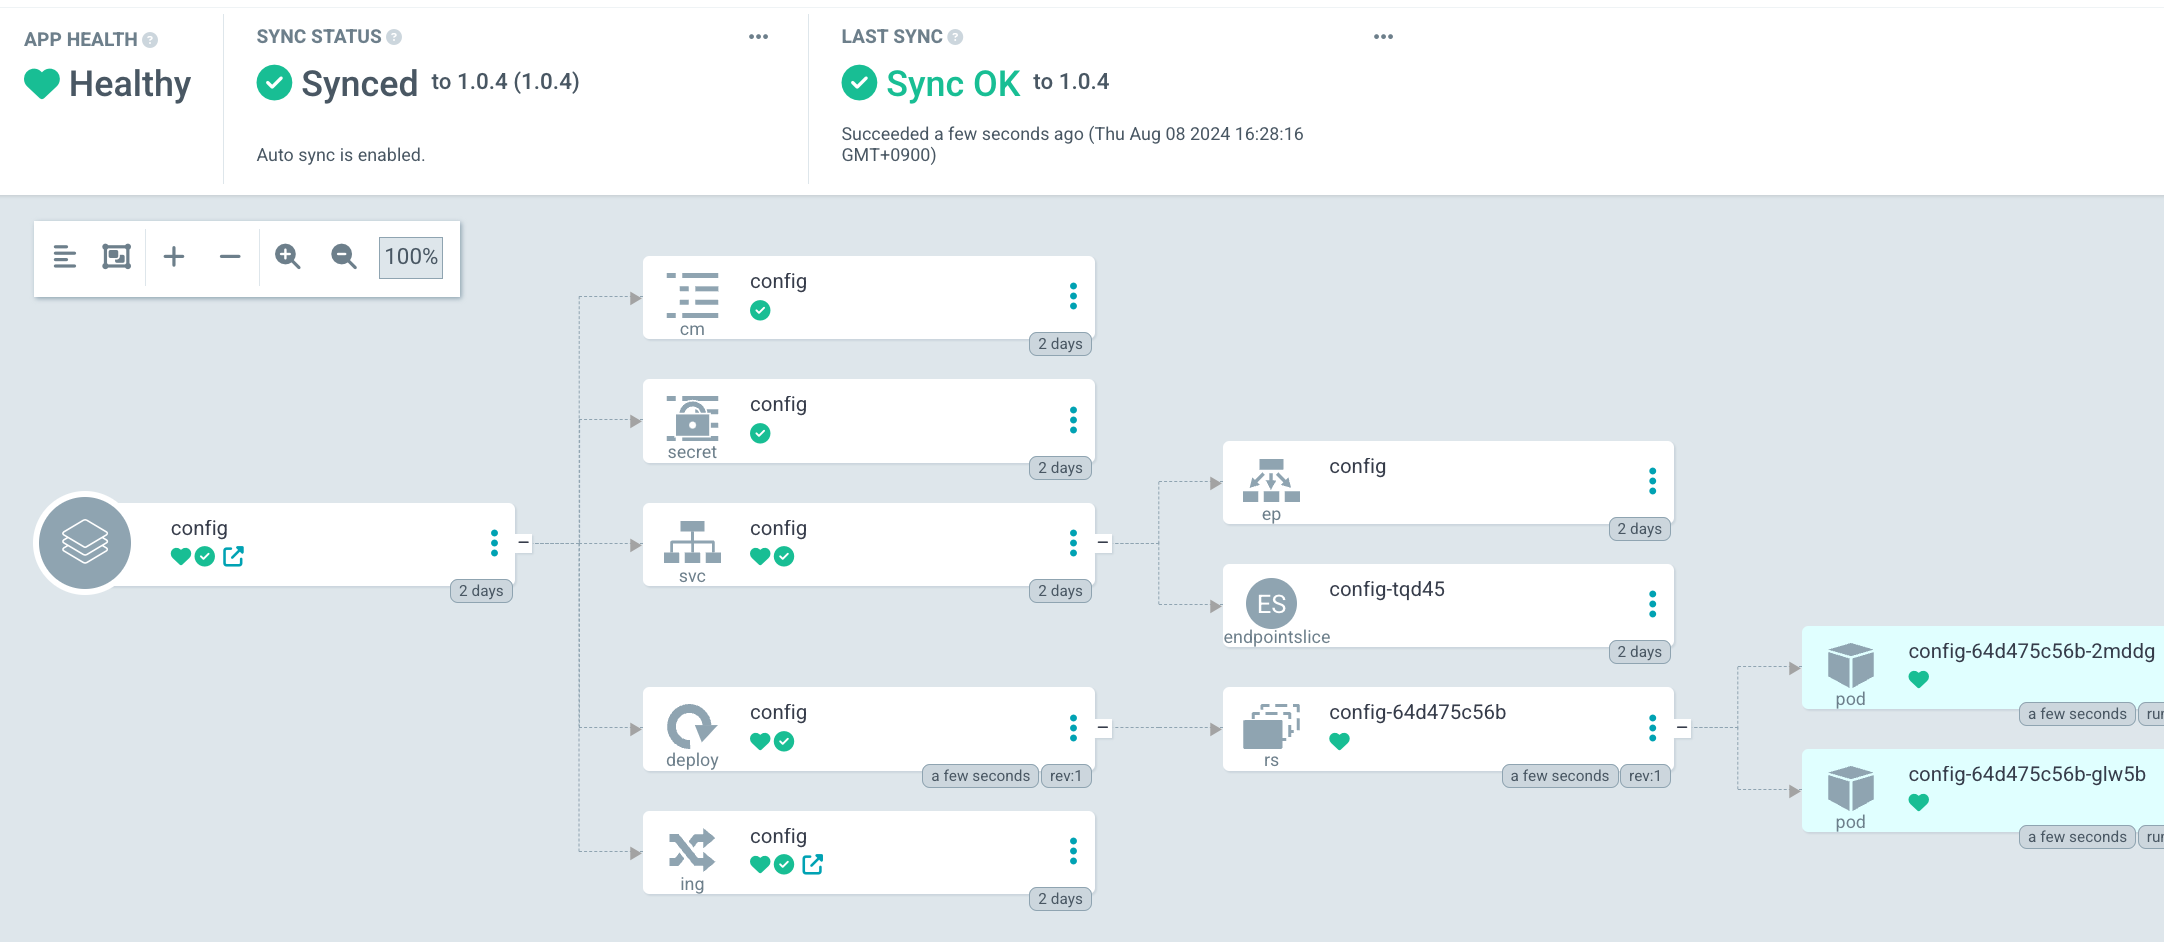 APP HEALTH ?
Healthy
SYNC STATUS ?
Synced to 1.0.4 (1.0.4)
Auto sync is enabled.
LAST SYNC ?
Sync OK to 1.0.4
Succeeded a few seconds ago (Thu Aug 08 2024 16:28:16
GMT+0900)
100%
config
2 days
config
cm
2 days
config
secret
2 days
config
svc
2 days
config
deploy
a few seconds
rev:1
config
ing
2 days
config
ep
2 days
config-tqd45
ES
endpointslice
2 days
config-64d475c56b
rs
a few seconds
rev:1
config-64d475c56b-2mddg
pod
a few seconds
config-64d475c56b-glw5b
pod
a few seconds